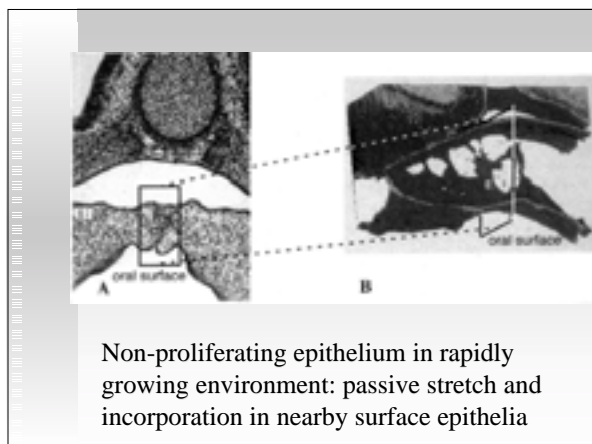 oral surface
A
oral surface
B
Non-proliferating epithelium in rapidly
growing environment: passive stretch and
incorporation in nearby surface epithelia